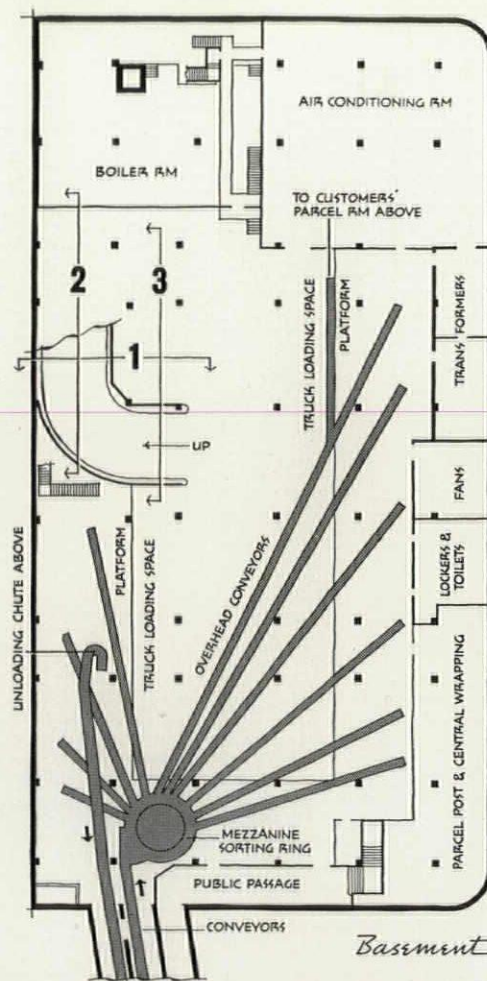 AIR CONDITIONING RM
BOILER RM
TO CUSTOMERS'
PARCEL RM ABOVE
2
3
1
TRUCK LOADING SPACE
PLATFORM
TRANSFORMERS
UP
FANS
UNLOADING CHUTE ABOVE
PLATFORM
TRUCK LOADING SPACE
OVERHEAD CONVEYORS
LOCKERS &
TOILETS
PARCEL POST & CENTRAL WRAPPING
MEZZANINE
SORTING RING
PUBLIC PASSAGE
CONVEYORS
Basement